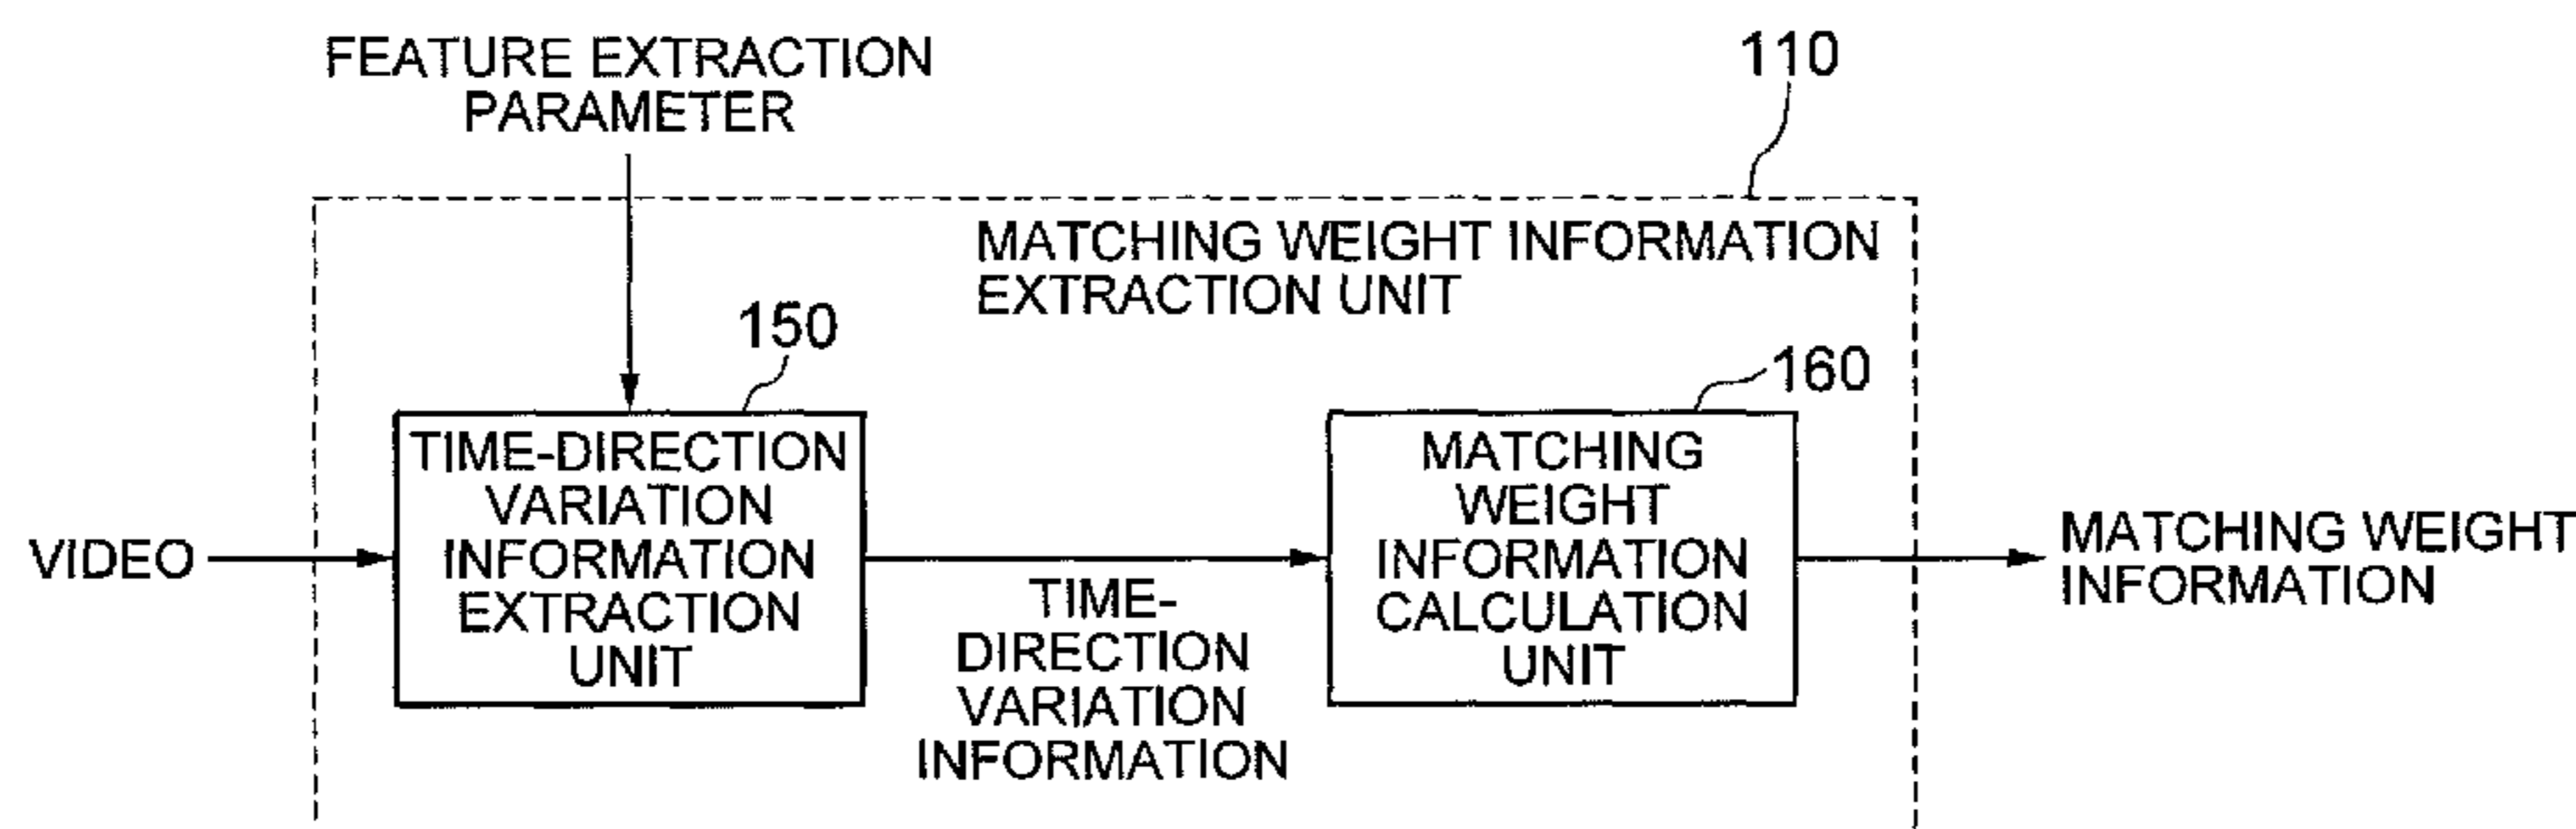 FEATURE EXTRACTION
PARAMETER
110
MATCHING WEIGHT INFORMATION
EXTRACTION UNIT
150
160
VIDEO
TIME-DIRECTION
VARIATION
INFORMATION
EXTRACTION
UNIT
TIME-
DIRECTION
VARIATION
INFORMATION
MATCHING
WEIGHT
INFORMATION
CALCULATION
UNIT
MATCHING WEIGHT
INFORMATION